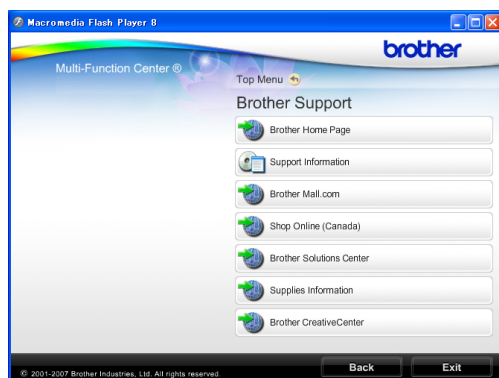 Macromedia Flash Player 8
brother
Multi-Function Center ®
Top Menu
Brother Support
Brother Home Page
Support Information
Brother Mall.com
Shop Online (Canada)
Brother Solutions Center
Supplies Information
Brother CreativeCenter
© 2001-2007 Brother Industries, Ltd. All rights reserved.
Back
Exit